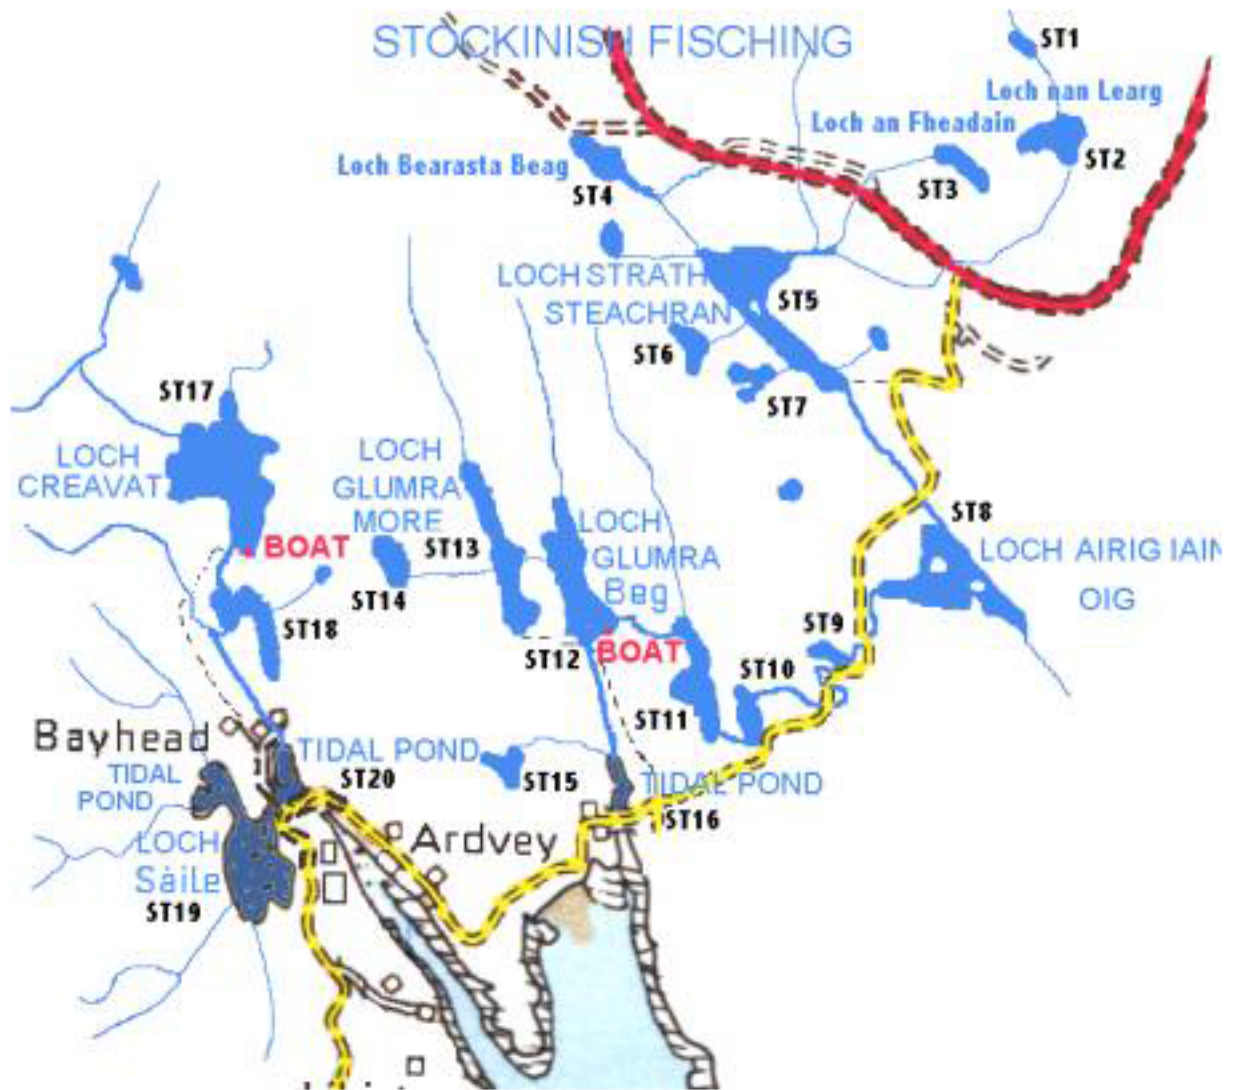 STOCKINISH FISCHING
ST1
Loch nan Learg
Loch an Fheadain
ST2
Loch Bearasta Beag
ST3
ST4
LOCH STRATH
STEACHRAN
ST5
ST6
ST7
ST17
LOCH
CREAVAT
LOCH
GLUMRA
MORE
ST13
ST14
LOCH
GLUMRA
Beg
ST8
LOCH AIRIG IAIN
OIG
BOAT
ST18
ST9
ST12
BOAT
ST10
ST11
Bayhead
TIDAL POND
ST20
TIDAL
POND
ST15
TIDAL POND
ST16
Ardvey
LOCH
Sáile
ST19